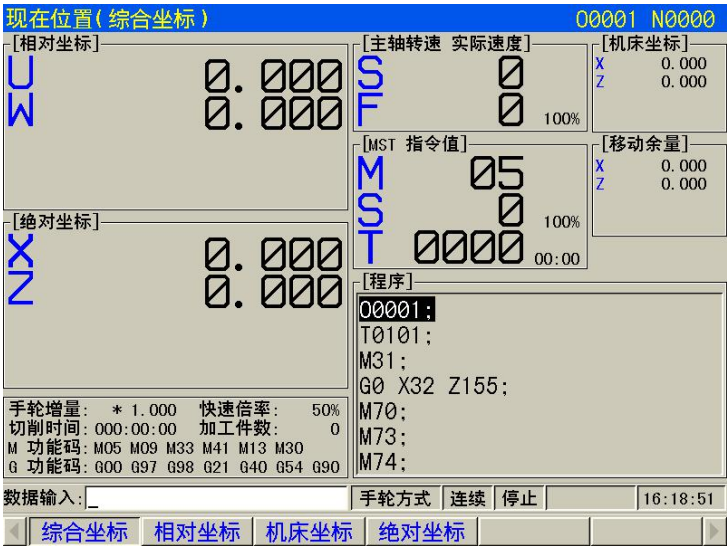 现在位置(综合坐标)  O0001 N0000
[相对坐标]
U 0.000
W 0.000
[主轴转速 实际速度]
S 0
F 0 100%
[机床坐标]
X 0.000
Z 0.000
[MST 指令值]
M 05
S 0 100%
T 0000 00:00
[移动余量]
X 0.000
Z 0.000
[绝对坐标]
X 0.000
Z 0.000
[程序]
O0001;
T0101;
M31;
G0 X32 Z155;
M70;
M73;
M74;
手轮增量: * 1.000 快速倍率: 50%
切削时间: 000:00:00 加工件数: 0
M 功能码: M05 M09 M33 M41 M13 M30
G 功能码: G00 G97 G98 G21 G40 G54 G90
数据输入:_ 手轮方式 连续 停止 16:18:51
综合坐标 相对坐标 机床坐标 绝对坐标